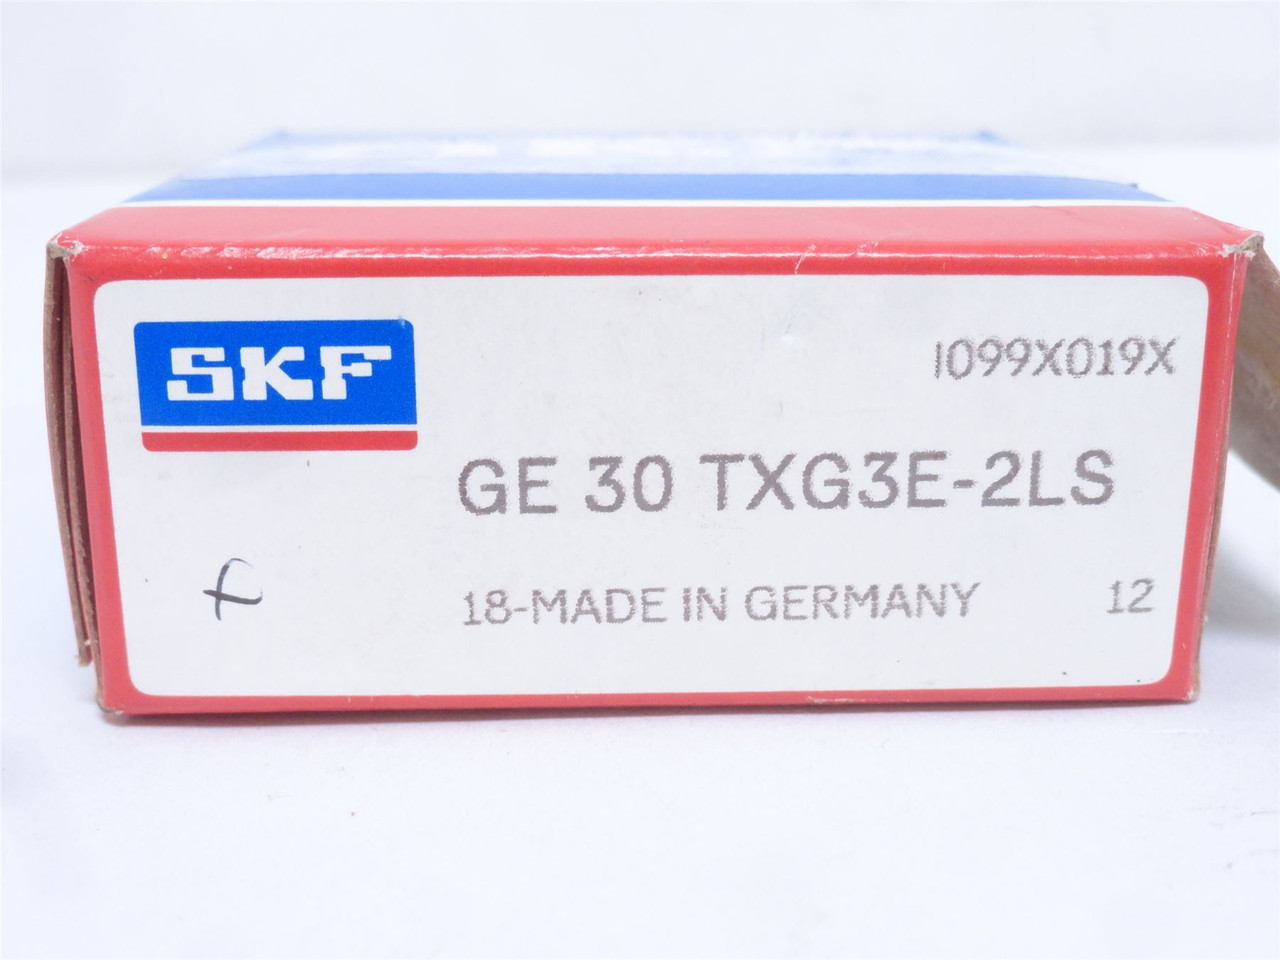 SKF
I099X019X
GE 30 TXG3E-2LS
18-MADE IN GERMANY
12